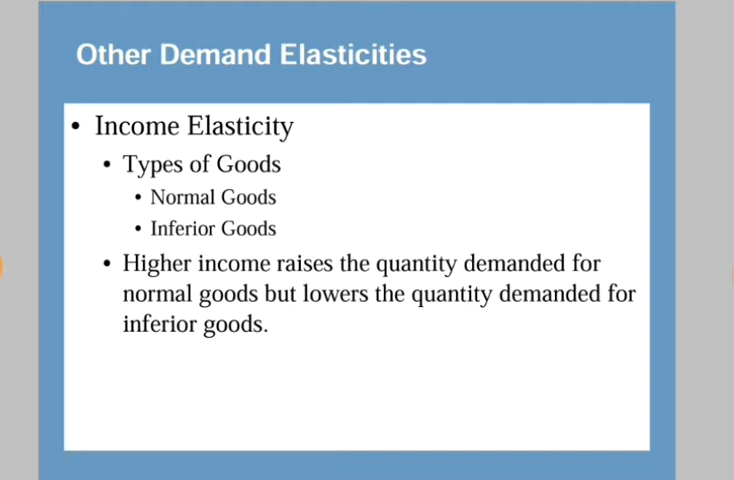 Other Demand Elasticities
• Income Elasticity
• Types of Goods
• Normal Goods
• Inferior Goods
• Higher income raises the quantity demanded for
normal goods but lowers the quantity demanded for
inferior goods.